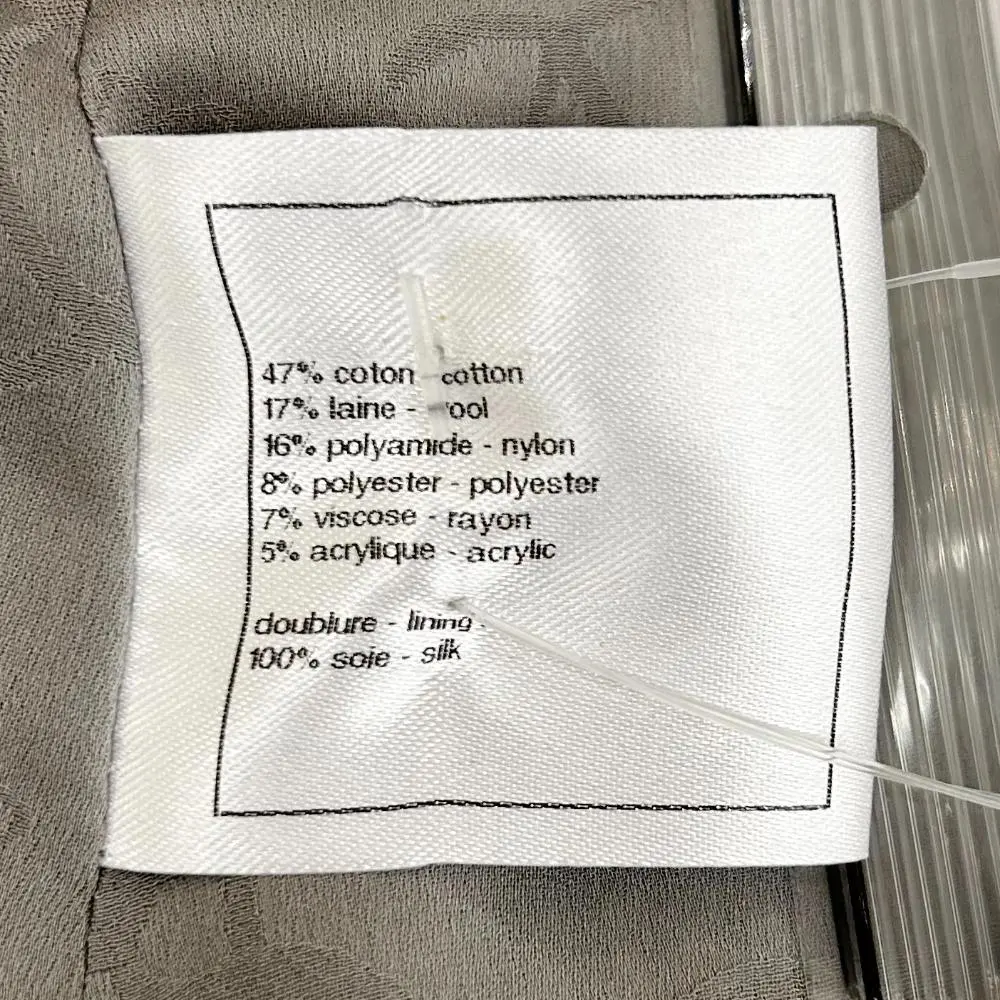 47% coton - cotton
17% laine - wool
16% polyamide - nylon
8% polyester - polyester
7% viscose - rayon
5% acrylique - acrylic
doublure - lining
100% soie - silk